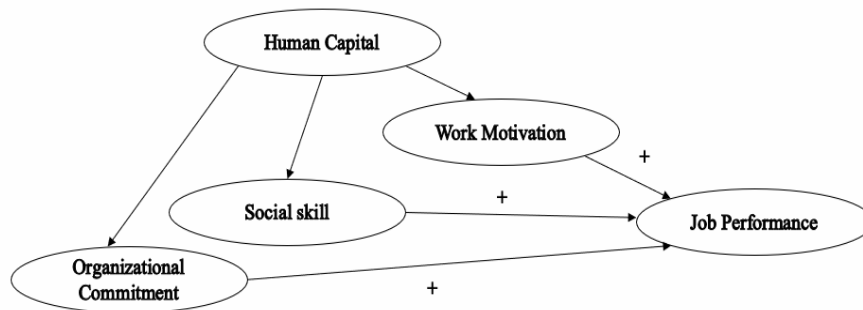 Human Capital
Work Motivation
+
Social skill
+
Job Performance
Organizational
Commitment
+